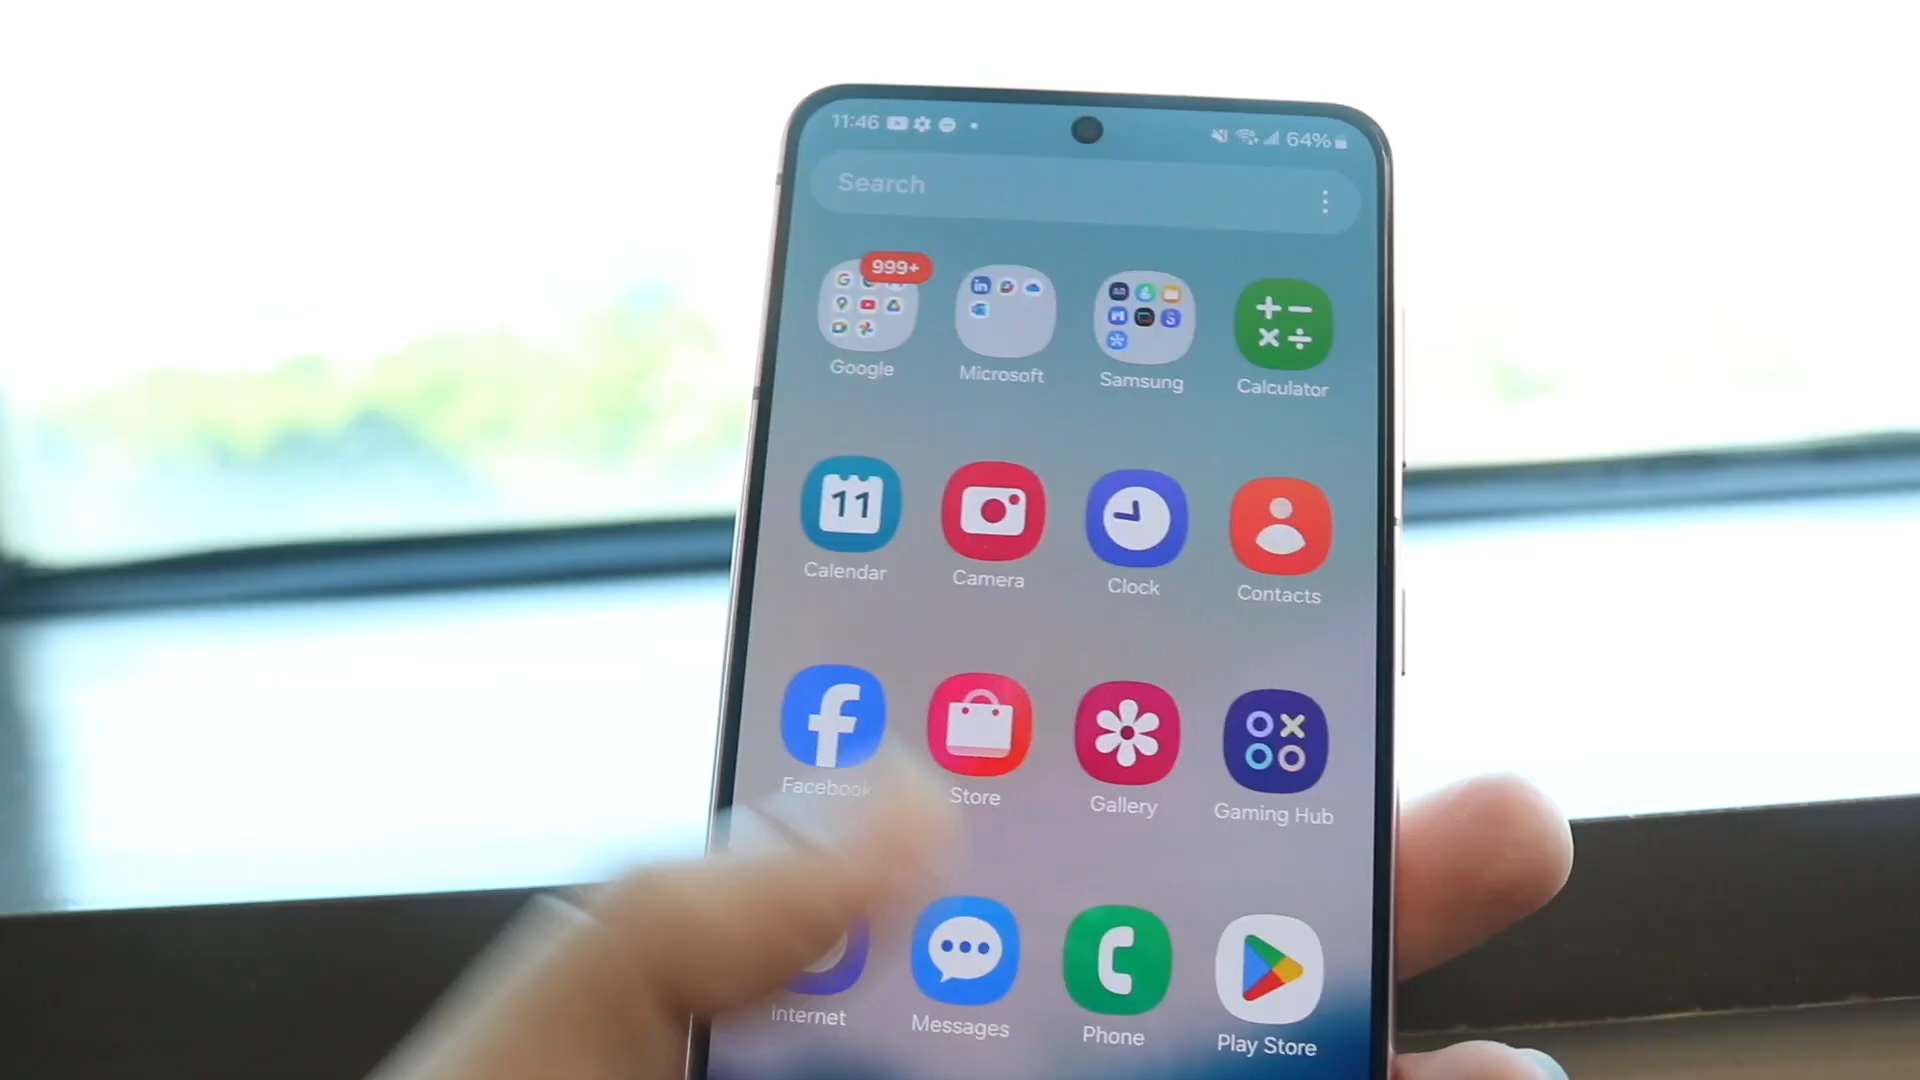 11:46
64%
Search
999+
Google
Microsoft
Samsung
Calculator
11
Calendar
Camera
Clock
Contacts
Facebook
Store
Gallery
Gaming Hub
Internet
Messages
Phone
Play Store